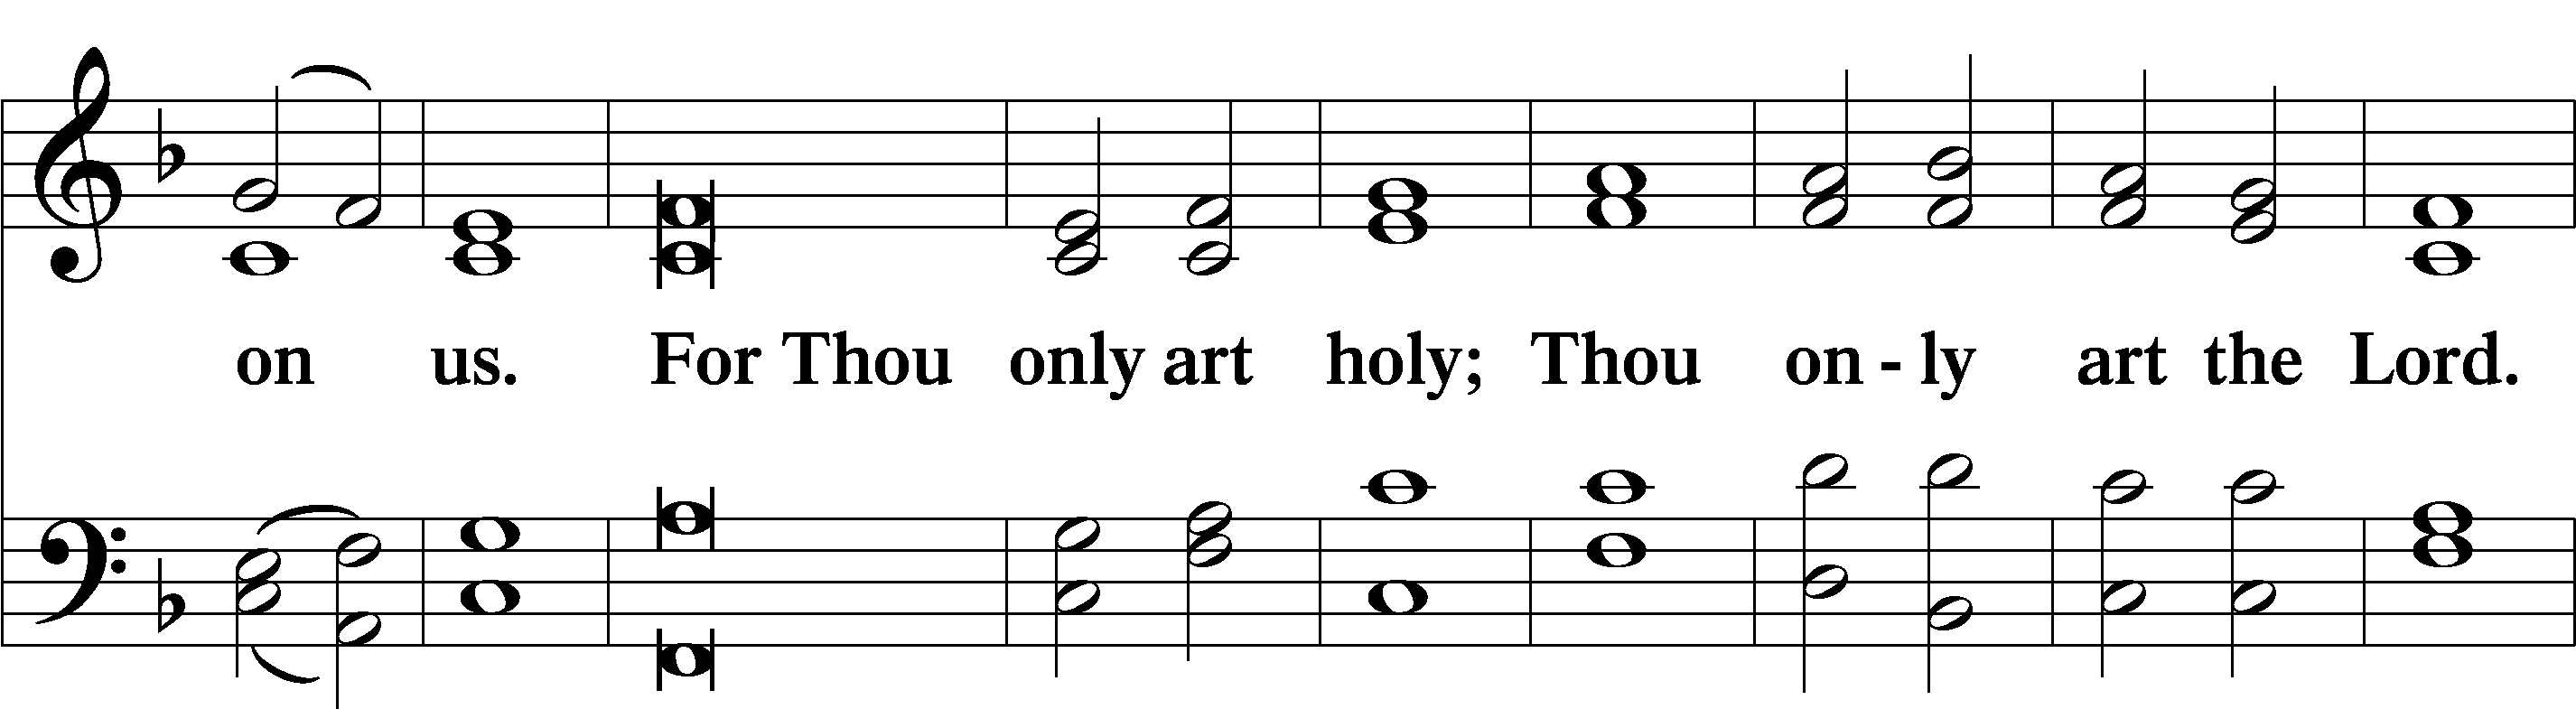 on us. For Thou only art holy; Thou on - ly art the Lord.